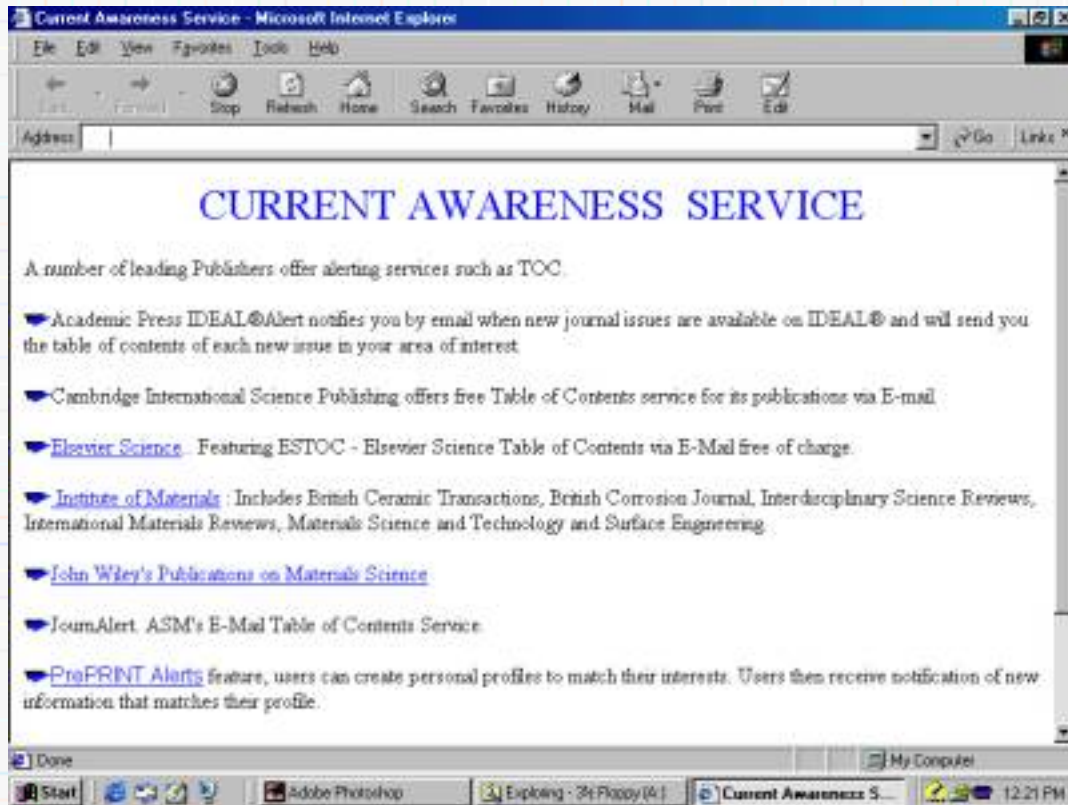 Current Awareness Service - Microsoft Internet Explorer
File Edit View Favorites Tools Help
Forward Stop Refresh Home Search Favorites History Mail Print Edit
Address Go Links
CURRENT AWARENESS SERVICE
A number of leading Publishers offer alerting services such as TOC.
Academic Press IDEAL®Alert notifies you by email when new journal issues are available on IDEAL® and will send you
the table of contents of each new issue in your area of interest
Cambridge International Science Publishing offers free Table of Contents service for its publications via E-mail
Elsevier Science . Featuring ESTOC - Elsevier Science Table of Contents via E-Mail free of charge.
Institute of Materials : Includes British Ceramic Transactions, British Corrosion Journal, Interdisciplinary Science Reviews,
International Materials Reviews, Materials Science and Technology and Surface Engineering.
John Wiley's Publications on Materials Science
JournAlert. ASM's E-Mail Table of Contents Service.
PrePRINT Alerts feature, users can create personal profiles to match their interests. Users then receive notification of new
information that matches their profile.
Done My Computer
Start Adobe Photoshop Exploring - 3½ Floppy (A:) Current Awareness S... 12:21 PM